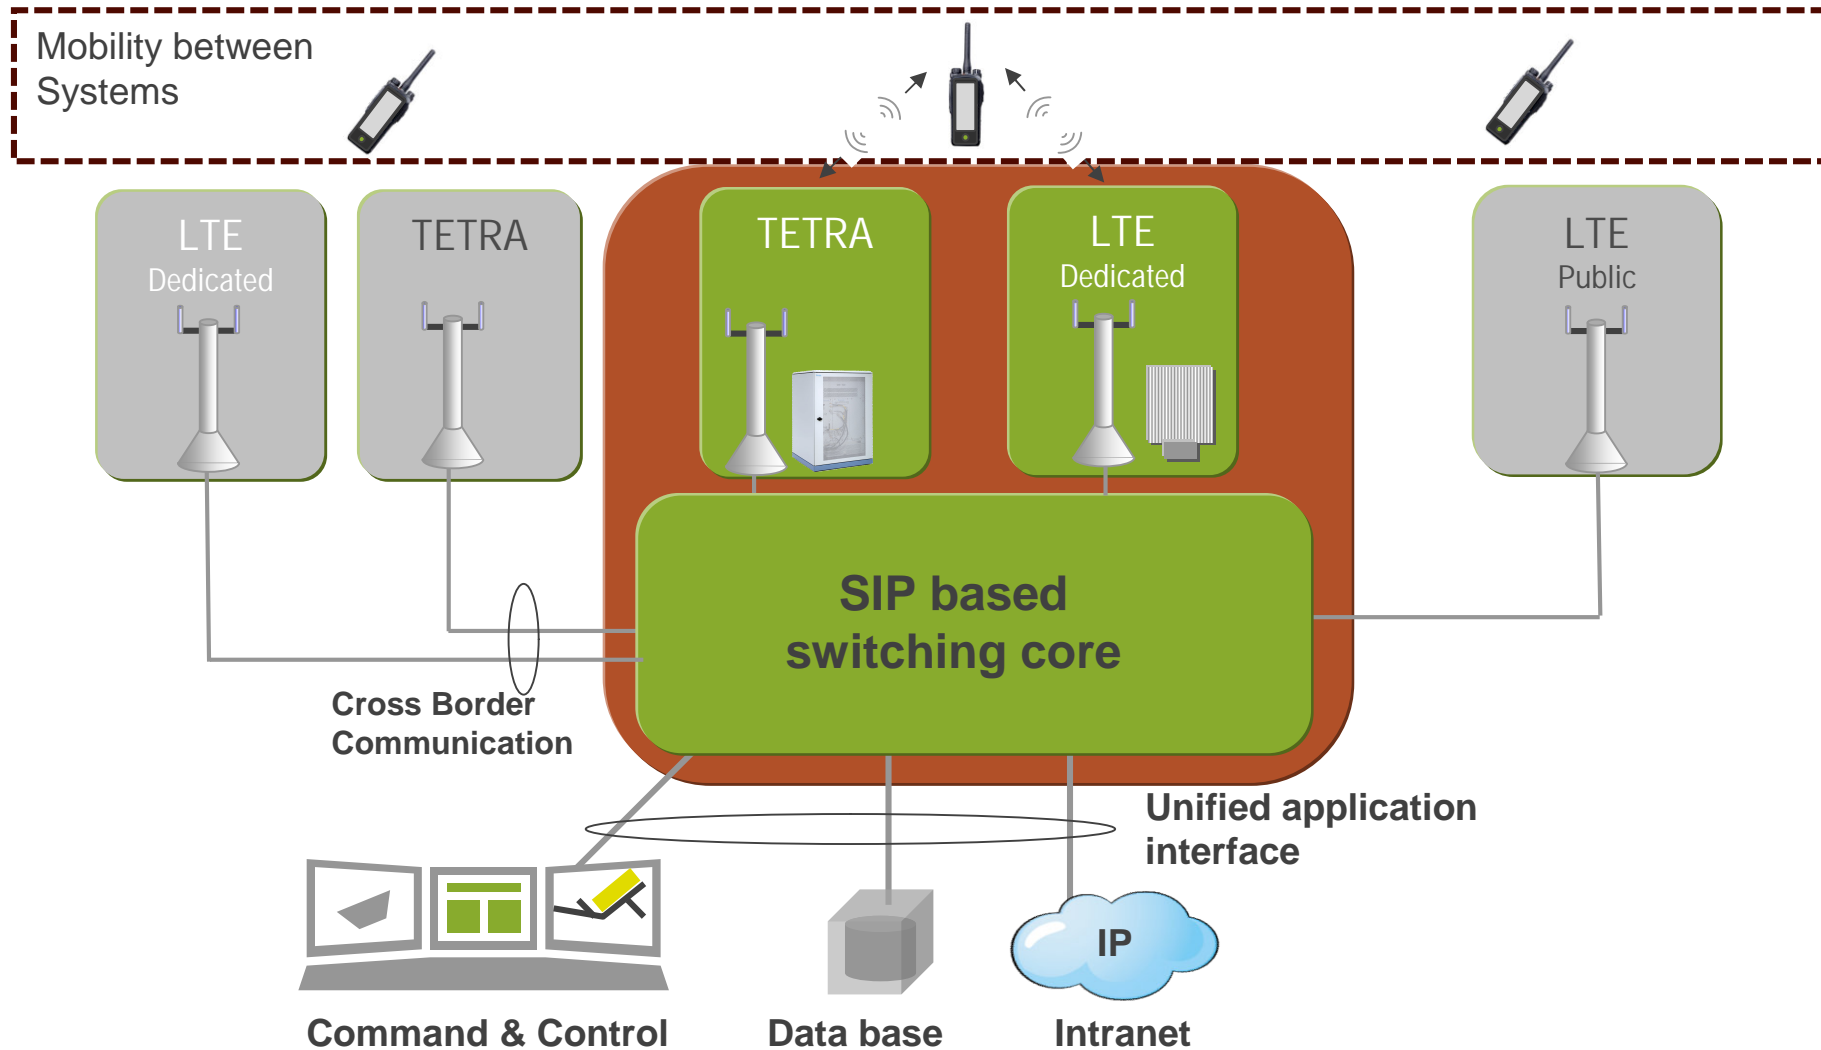 Mobility between
Systems
LTE
Dedicated
TETRA
TETRA
LTE
Dedicated
LTE
Public
SIP based
switching core
Cross Border
Communication
Unified application
interface
IP
Command & Control
Data base
Intranet